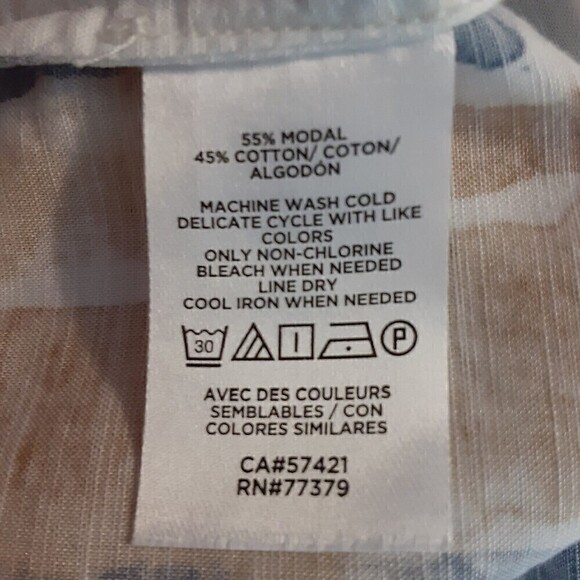 55% MODAL
45% COTTON/ COTON/
ALGODÓN
MACHINE WASH COLD
DELICATE CYCLE WITH LIKE
COLORS
ONLY NON-CHLORINE
BLEACH WHEN NEEDED
LINE DRY
COOL IRON WHEN NEEDED
30 P
AVEC DES COULEURS
SEMBLABLES / CON
COLORES SIMILARES
CA#57421
RN#77379